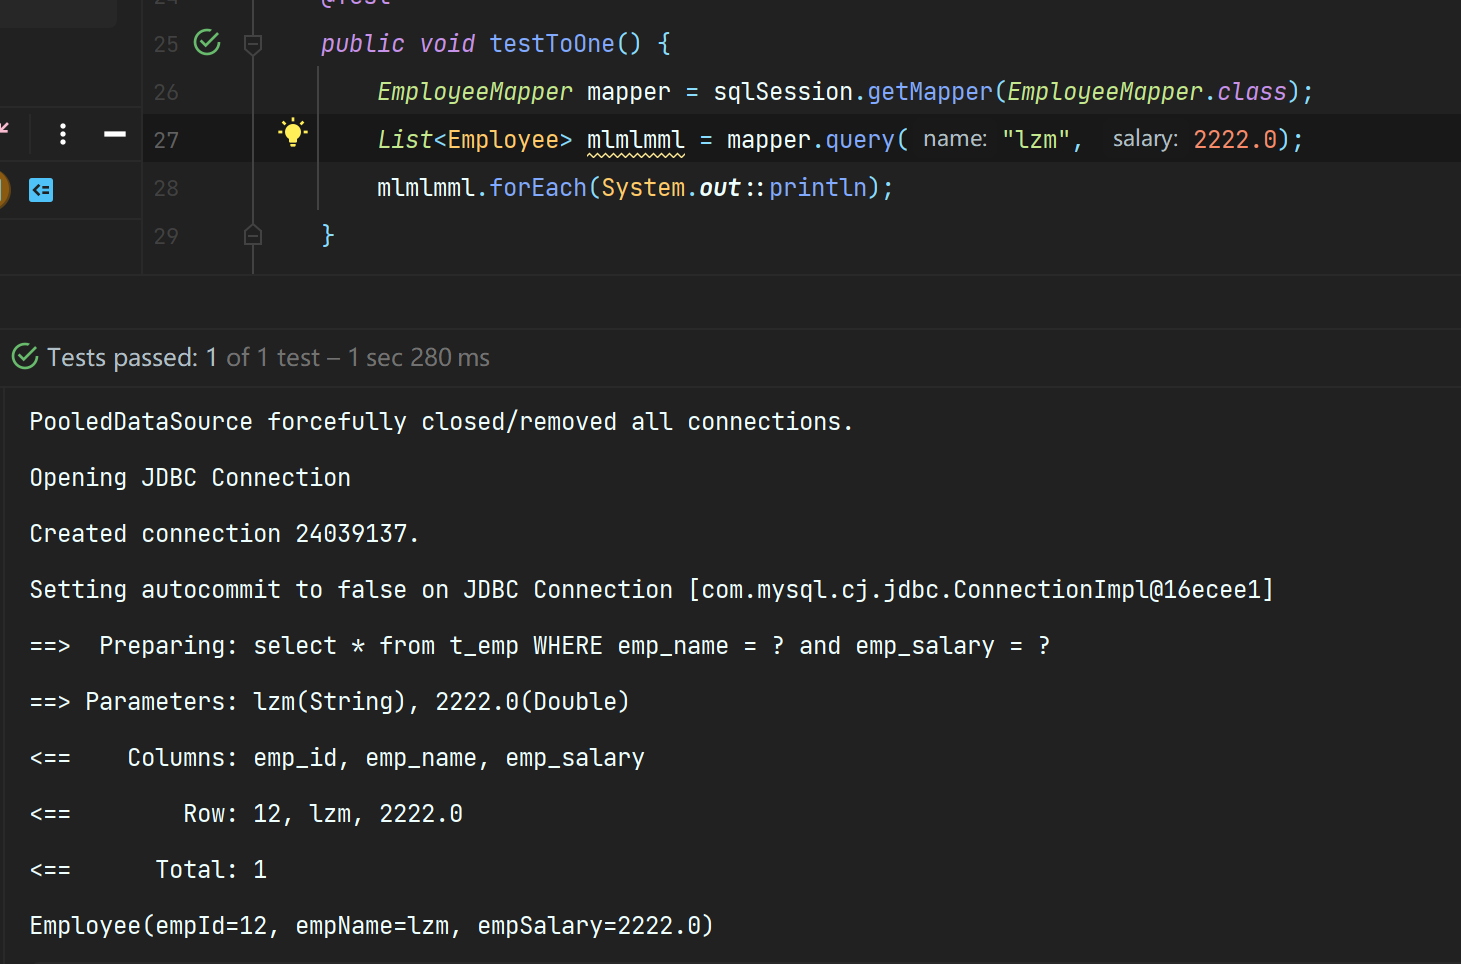 24 @Test
25 public void testToOne() {
26 EmployeeMapper mapper = sqlSession.getMapper(EmployeeMapper.class);
27 List<Employee> mlmlmml = mapper.query( name: "lzm", salary: 2222.0);
28 mlmlmml.forEach(System.out::println);
29 }
Tests passed: 1 of 1 test – 1 sec 280 ms
PooledDataSource forcefully closed/removed all connections.
Opening JDBC Connection
Created connection 24039137.
Setting autocommit to false on JDBC Connection [com.mysql.cj.jdbc.ConnectionImpl@16ecee1]
==>  Preparing: select * from t_emp WHERE emp_name = ? and emp_salary = ?
==> Parameters: lzm(String), 2222.0(Double)
<==    Columns: emp_id, emp_name, emp_salary
<==        Row: 12, lzm, 2222.0
<==      Total: 1
Employee(empId=12, empName=lzm, empSalary=2222.0)